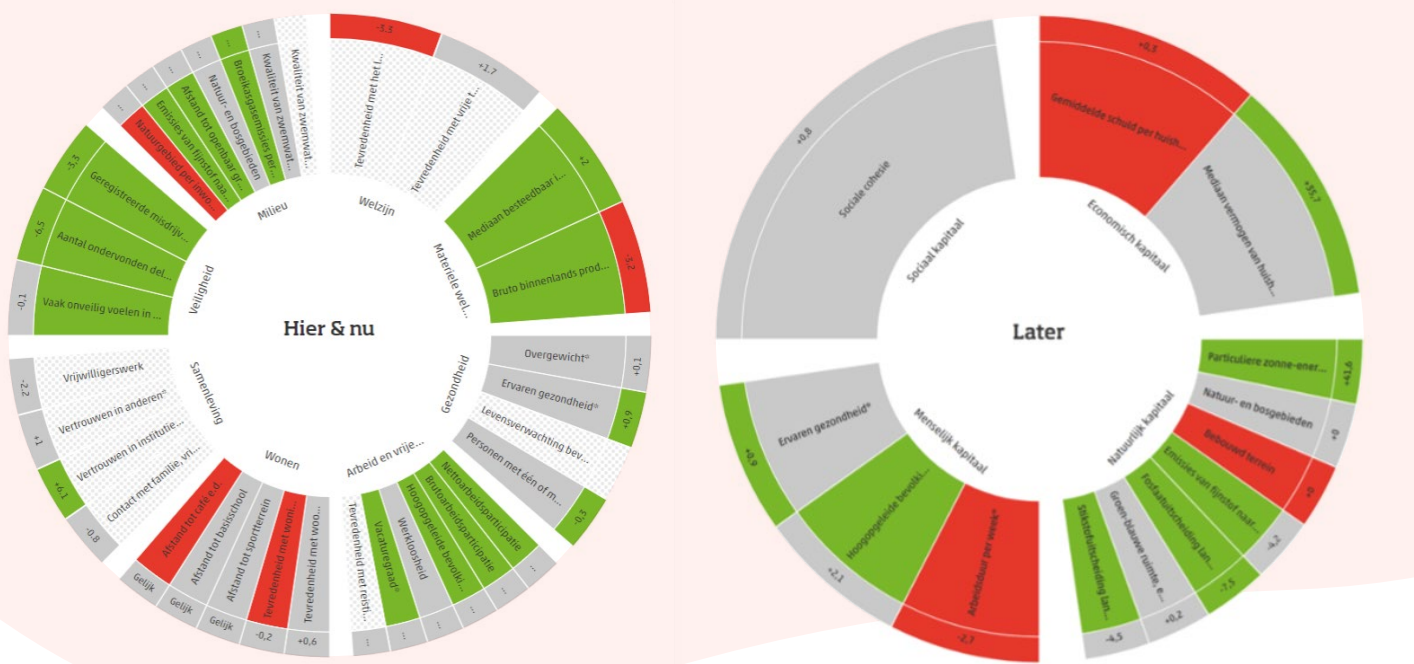 Hier & nu
Welzijn
Tevredenheid met het l...
-3,5
Tevredenheid met vrije t...
+1,7
Materiele wel...
Mediaan besteedbaar i...
+2
Bruto binnenlands prod...
-3,2
Gezondheid
Overgewicht*
+0,1
Ervaren gezondheid*
+0,9
Levensverwachting bev...
...
Personen met één of m...
-0,3
Arbeid en vrije...
Nettoarbeidsparticipatie
...
Brutoarbeidsparticipatie
...
Hoogopgeleide bevolki...
...
Werkloosheid
...
Vacaturegraad*
...
Tevredenheid met reisti...
...
Wonen
Tevredenheid met woo...
+0,6
Tevredenheid met woni...
-0,2
Afstand tot sportterrein
Gelijk
Afstand tot basisschool
Gelijk
Afstand tot café e.d.
Gelijk
Samenleving
Contact met familie, vri...
-0,8
Vertrouwen in institutie...
+6,1
Vertrouwen in anderen*
+1
Vrijwilligerswerk
-2,2
Veiligheid
Vaak onveilig voelen in ...
-0,1
Aantal ondervonden del...
-6,5
Geregistreerde misdrijv...
-3,3
Milieu
Natuurgebied per inwo...
...
Emissies van fijnstof naa...
...
Afstand tot openbaar gr...
...
Natuur- en bosgebieden
...
Broeikasgasemissies per...
...
Kwaliteit van zwemwat...
...
Kwaliteit van zwemwat...
Later
Economisch kapitaal
Gemiddelde schuld per huish...
+0,3
Mediaan vermogen van huish...
+35,7
Natuurlijk kapitaal
Particuliere zonne-ener...
+41,6
Natuur- en bosgebieden
+0
Bebouwd terrein
+0
Emissies van fijnstof naar...
-4,2
Fosfaatuitscheiding lan...
-7,5
Groen-blauwe ruimte, e...
+0,2
Stikstofuitscheiding lan...
-4,5
Menselijk kapitaal
Arbeidsduur per week*
-2,7
Hoogopgeleide bevolki...
+2,1
Ervaren gezondheid*
+0,9
Sociaal kapitaal
Sociale cohesie
+0,8